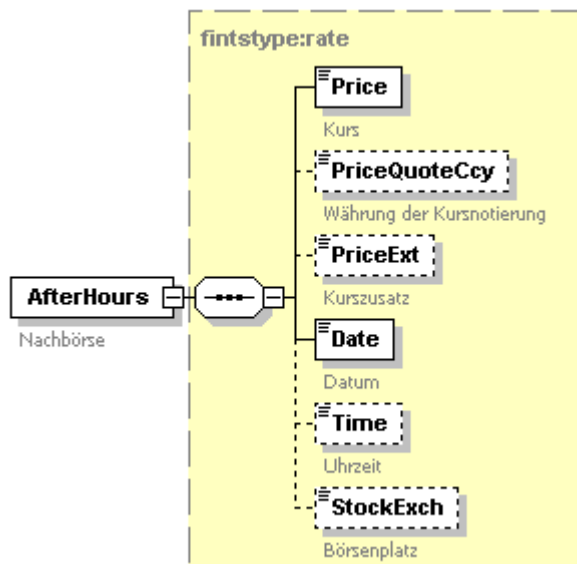 fintstype:rate
Price
Kurs
PriceQuoteCcy
Währung der Kursnotierung
PriceExt
Kurszusatz
AfterHours
Nachbörse
Date
Datum
Time
Uhrzeit
StockExch
Börsenplatz